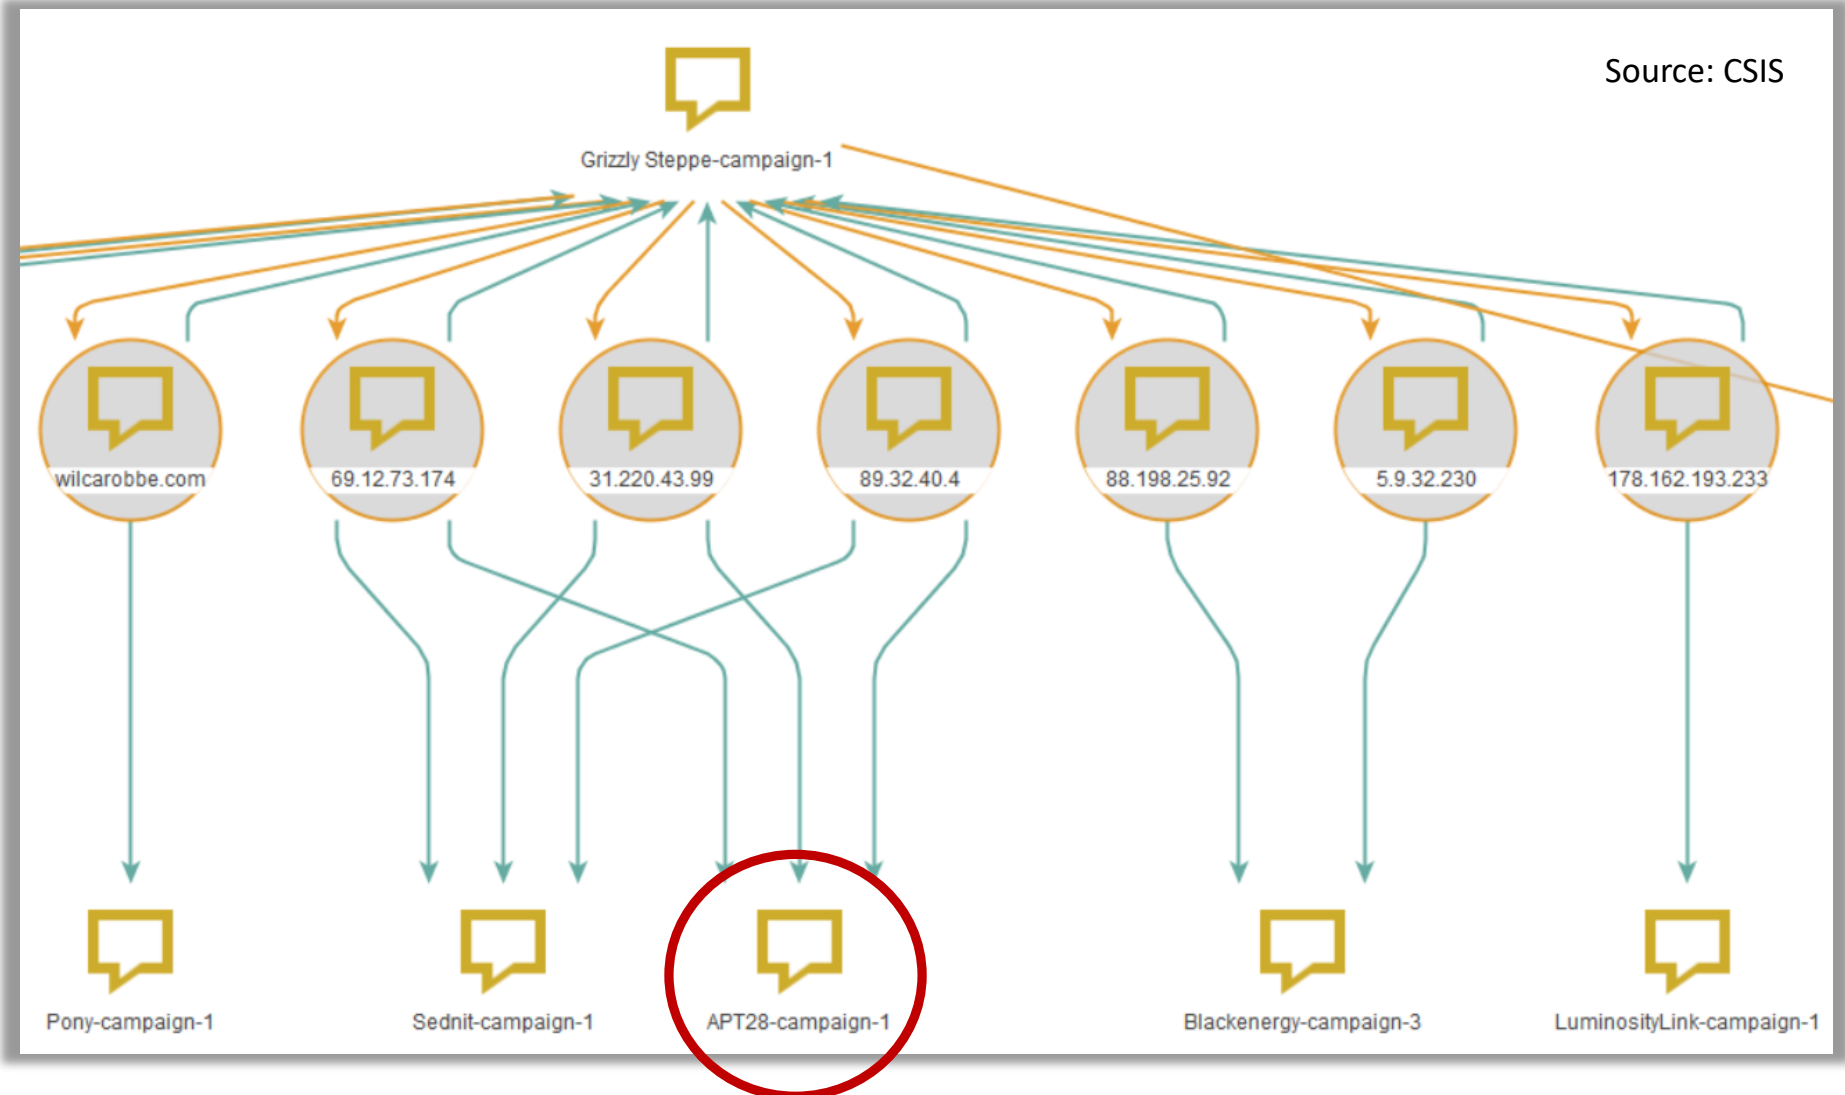 Source: CSIS
Grizzly Steppe-campaign-1
wilcarobbe.com
69.12.73.174
31.220.43.99
89.32.40.4
88.198.25.92
5.9.32.230
178.162.193.233
Pony-campaign-1
Sednit-campaign-1
APT28-campaign-1
Blackenergy-campaign-3
LuminosityLink-campaign-1